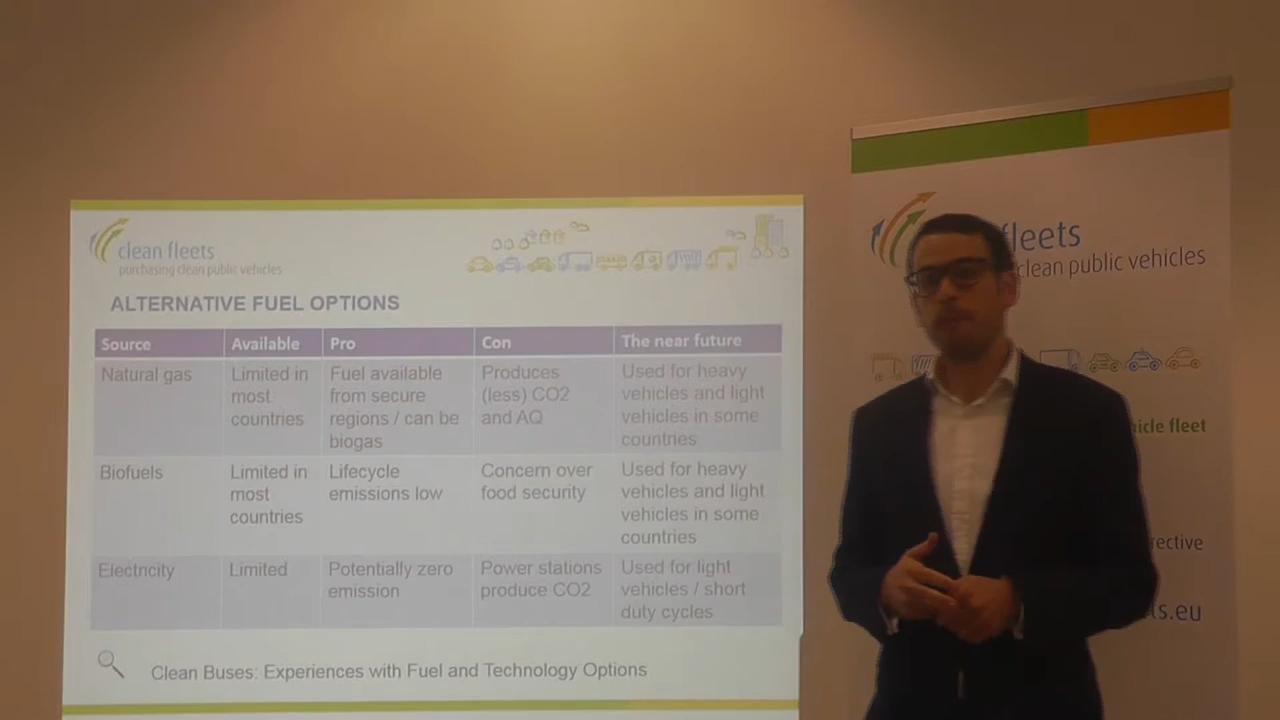 clean fleets
purchasing clean public vehicles
ALTERNATIVE FUEL OPTIONS
Source Available Pro Con The near future
Natural gas
Limited in
most
countries
Fuel available
from secure
regions / can be
biogas
Produces
(less) CO2
and AQ
Used for heavy
vehicles and light
vehicles in some
countries
Biofuels
Limited in
most
countries
Lifecycle
emissions low
Concern over
food security
Used for heavy
vehicles and light
vehicles in some
countries
Electricity
Limited
Potentially zero
emission
Power stations
produce CO2
Used for light
vehicles / short
duty cycles
Clean Buses: Experiences with Fuel and Technology Options
fleets
clean public vehicles
icle fleet
rective
ts.eu